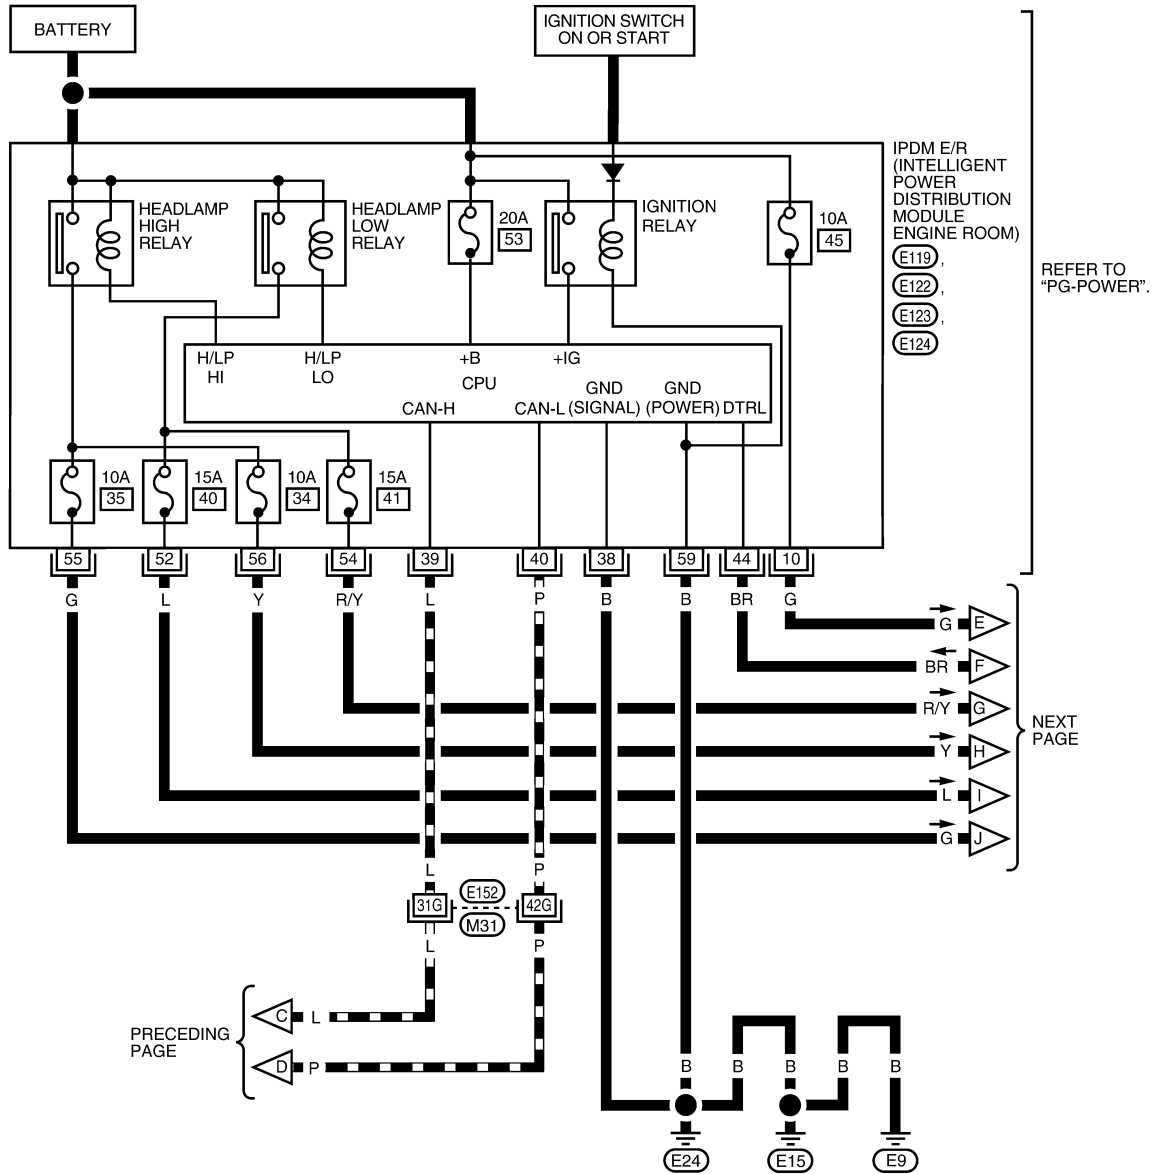 BATTERY
IGNITION SWITCH
ON OR START
IPDM E/R
(INTELLIGENT
POWER
DISTRIBUTION
MODULE
ENGINE ROOM)
E119 ,
E122 ,
E123 ,
E124
REFER TO
“PG-POWER”.
HEADLAMP
HIGH
RELAY
HEADLAMP
LOW
RELAY
20A
53
IGNITION
RELAY
10A
45
H/LP
HI
H/LP
LO
+B
+IG
CPU
CAN-H
CAN-L
GND
(SIGNAL)
GND
(POWER)
DTRL
10A
35
15A
40
10A
34
15A
41
55 52 56 54 39 40 38 59 44 10
G L Y R/Y L P B B BR G
G E
BR F
R/Y G
Y H
L I
G J
NEXT
PAGE
L P
31G E152 42G
M31
L P
PRECEDING
PAGE
C L
D P
B B B B B
E24 E15 E9